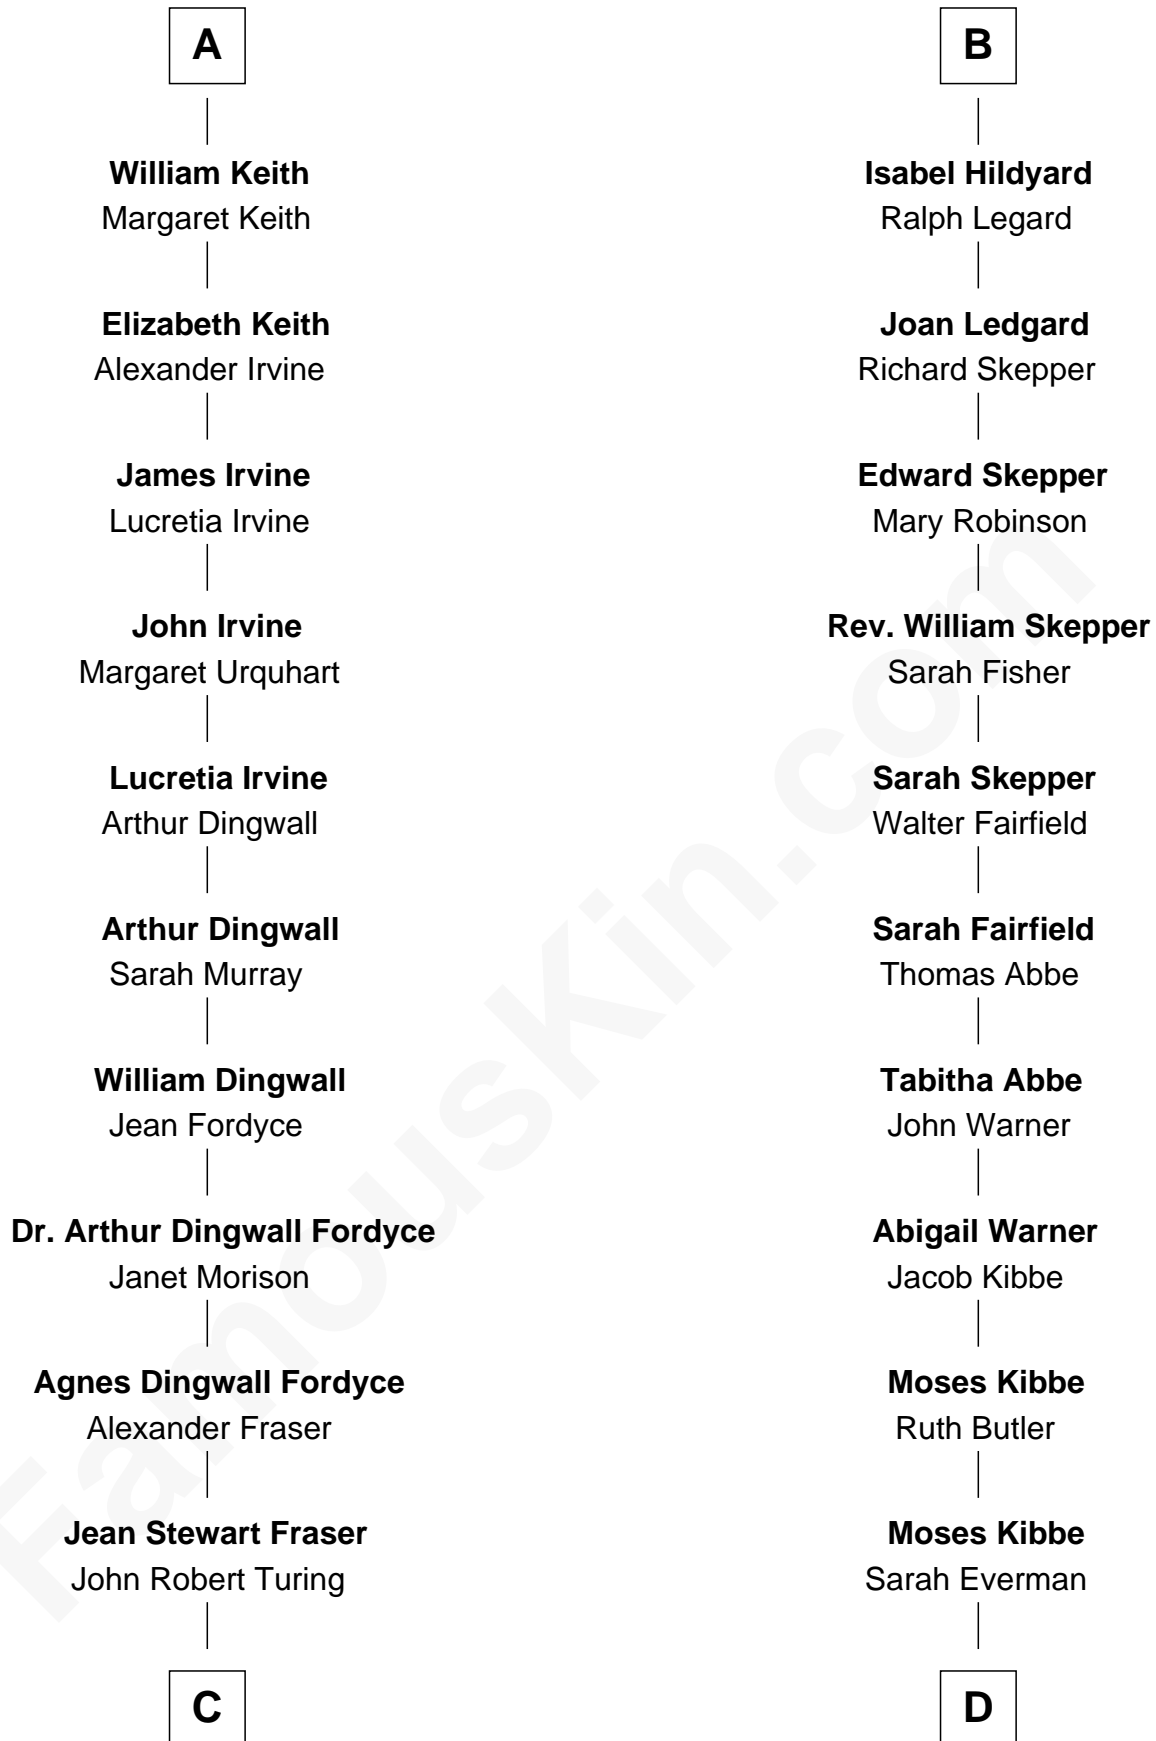 A
William Keith
Margaret Keith
Elizabeth Keith
Alexander Irvine
James Irvine
Lucretia Irvine
John Irvine
Margaret Urquhart
Lucretia Irvine
Arthur Dingwall
Arthur Dingwall
Sarah Murray
William Dingwall
Jean Fordyce
Dr. Arthur Dingwall Fordyce
Janet Morison
Agnes Dingwall Fordyce
Alexander Fraser
Jean Stewart Fraser
John Robert Turing
C
B
Isabel Hildyard
Ralph Legard
Joan Ledgard
Richard Skepper
Edward Skepper
Mary Robinson
Rev. William Skepper
Sarah Fisher
Sarah Skepper
Walter Fairfield
Sarah Fairfield
Thomas Abbe
Tabitha Abbe
John Warner
Abigail Warner
Jacob Kibbe
Moses Kibbe
Ruth Butler
Moses Kibbe
Sarah Everman
D
FamousKin.com